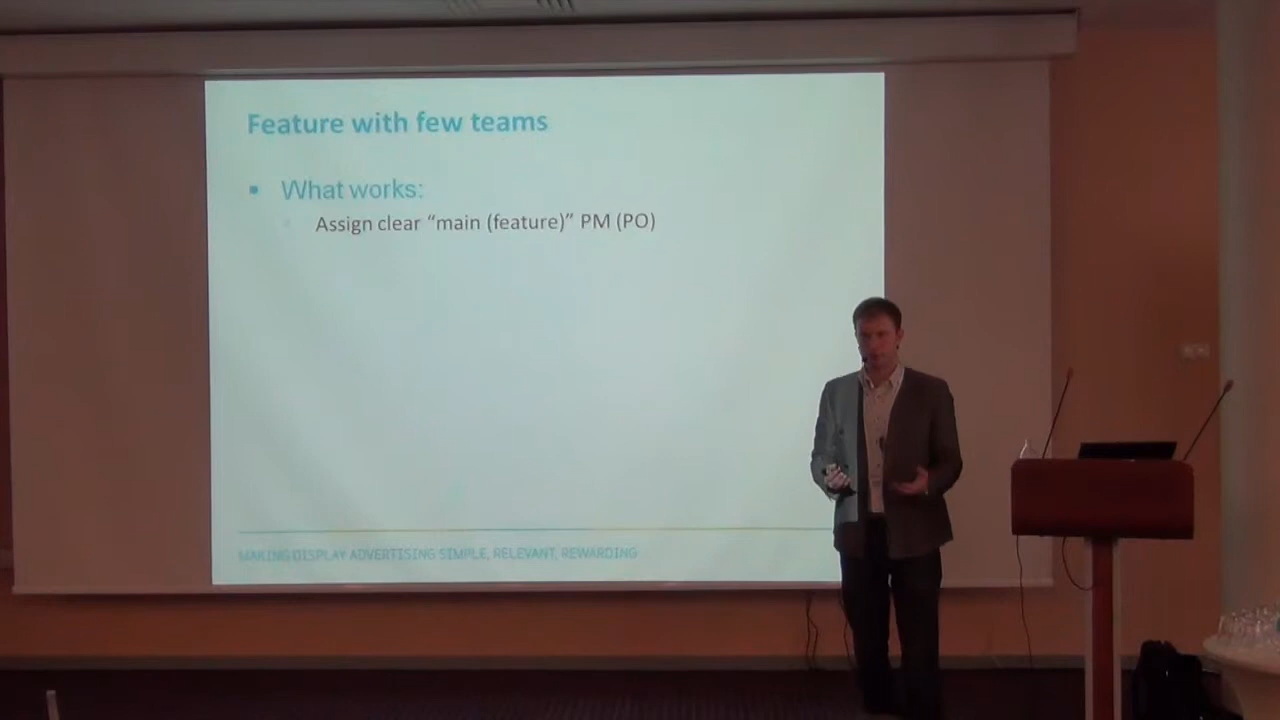 Feature with few teams
▪ What works:
Assign clear “main (feature)” PM (PO)
MAKING DISPLAY ADVERTISING SIMPLE, RELEVANT, REWARDING